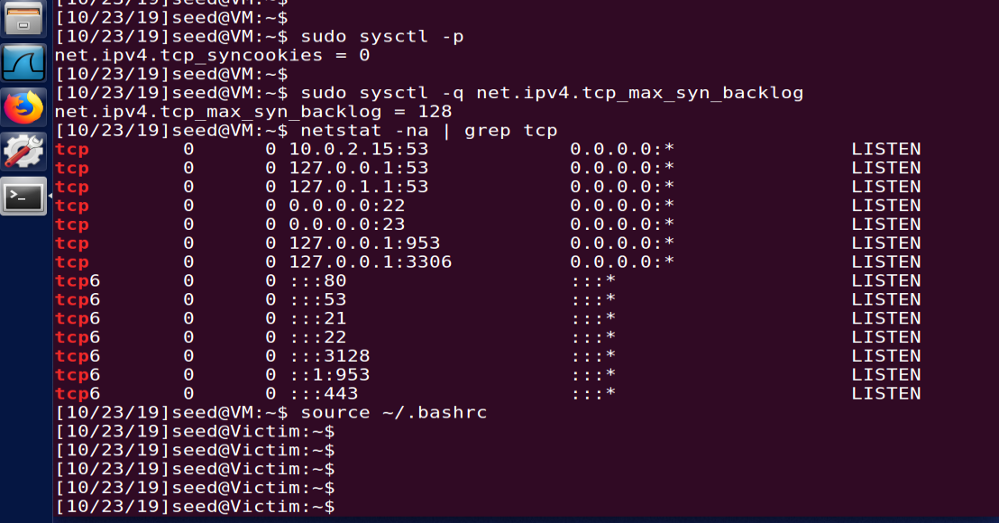 [10/23/19]seed@VM:~$
[10/23/19]seed@VM:~$
[10/23/19]seed@VM:~$ sudo sysctl -p
net.ipv4.tcp_syncookies = 0
[10/23/19]seed@VM:~$
[10/23/19]seed@VM:~$ sudo sysctl -q net.ipv4.tcp_max_syn_backlog
net.ipv4.tcp_max_syn_backlog = 128
[10/23/19]seed@VM:~$ netstat -na | grep tcp
tcp        0      0 10.0.2.15:53            0.0.0.0:*               LISTEN
tcp        0      0 127.0.0.1:53            0.0.0.0:*               LISTEN
tcp        0      0 127.0.1.1:53            0.0.0.0:*               LISTEN
tcp        0      0 0.0.0.0:22              0.0.0.0:*               LISTEN
tcp        0      0 0.0.0.0:23              0.0.0.0:*               LISTEN
tcp        0      0 127.0.0.1:953           0.0.0.0:*               LISTEN
tcp        0      0 127.0.0.1:3306          0.0.0.0:*               LISTEN
tcp6       0      0 :::80                   :::*                    LISTEN
tcp6       0      0 :::53                   :::*                    LISTEN
tcp6       0      0 :::21                   :::*                    LISTEN
tcp6       0      0 :::22                   :::*                    LISTEN
tcp6       0      0 :::3128                 :::*                    LISTEN
tcp6       0      0 ::1:953                 :::*                    LISTEN
tcp6       0      0 :::443                  :::*                    LISTEN
[10/23/19]seed@VM:~$ source ~/.bashrc
[10/23/19]seed@Victim:~$
[10/23/19]seed@Victim:~$
[10/23/19]seed@Victim:~$
[10/23/19]seed@Victim:~$
[10/23/19]seed@Victim:~$